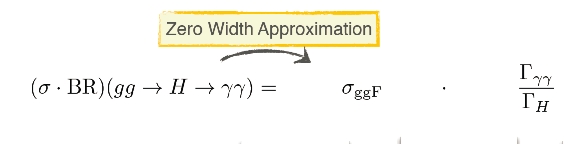 Zero Width Approximation
(σ · BR)(gg → H → γγ) = σ_ggF · Γ_γγ / Γ_H